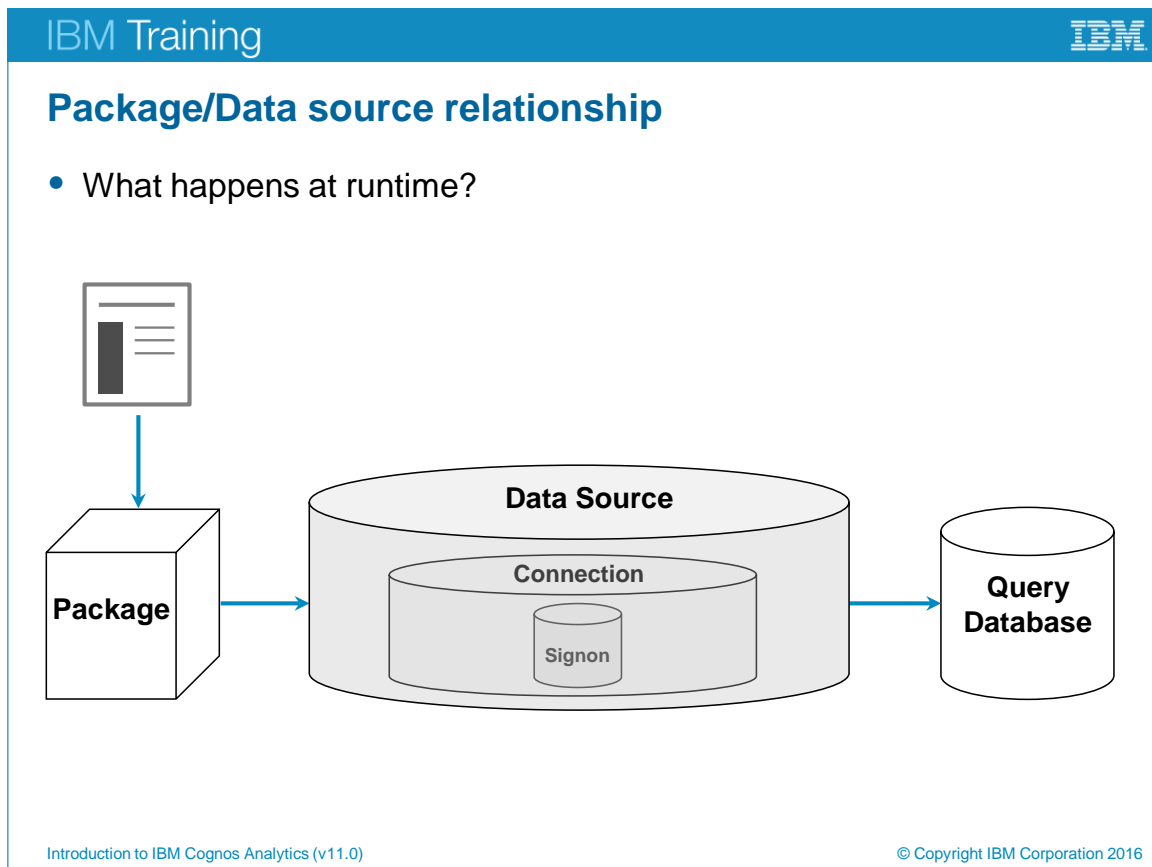 IBM Training
IBM
Package/Data source relationship
• What happens at runtime?
Data Source
Connection
Signon
Package
Query
Database
Introduction to IBM Cognos Analytics (v11.0)
© Copyright IBM Corporation 2016